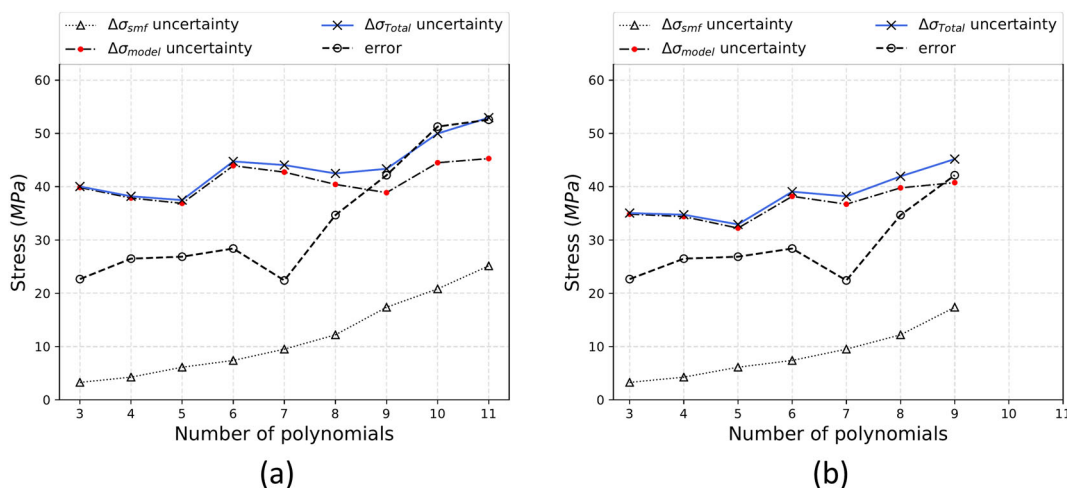 Δσsmf uncertainty
Δσmodel uncertainty
ΔσTotal uncertainty
error
60
50
40
30
20
10
0
Stress (MPa)
3 4 5 6 7 8 9 10 11
Number of polynomials
(a)
Δσsmf uncertainty
Δσmodel uncertainty
ΔσTotal uncertainty
error
60
50
40
30
20
10
0
Stress (MPa)
3 4 5 6 7 8 9 10 11
Number of polynomials
(b)